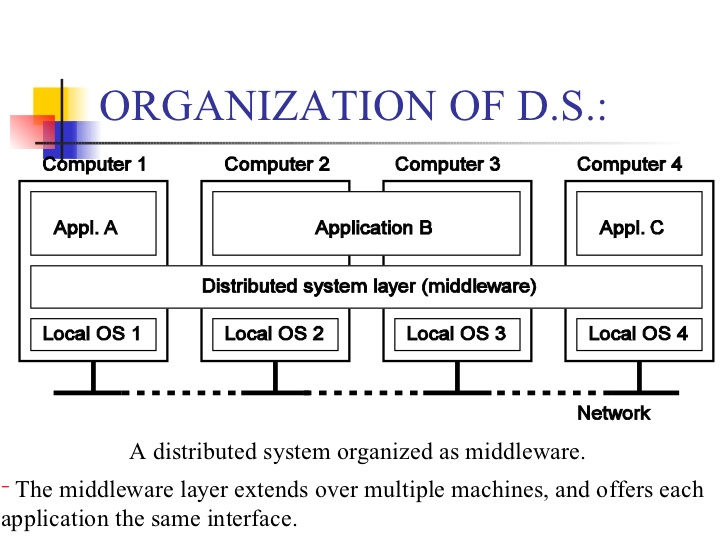 ORGANIZATION OF D.S.:
Computer 1 Computer 2 Computer 3 Computer 4
Appl. A Application B Appl. C
Distributed system layer (middleware)
Local OS 1 Local OS 2 Local OS 3 Local OS 4
Network
A distributed system organized as middleware.
- The middleware layer extends over multiple machines, and offers each
application the same interface.